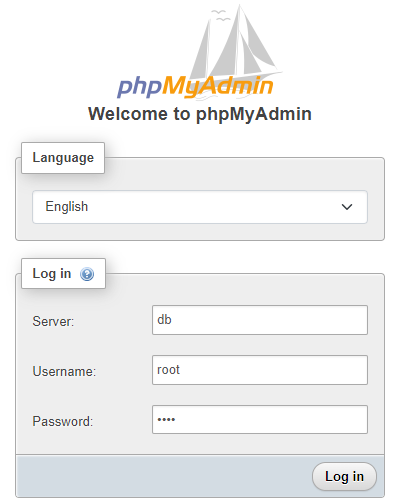 phpMyAdmin
Welcome to phpMyAdmin
Language
English
Log in
Server: db
Username: root
Password: ••••
Log in